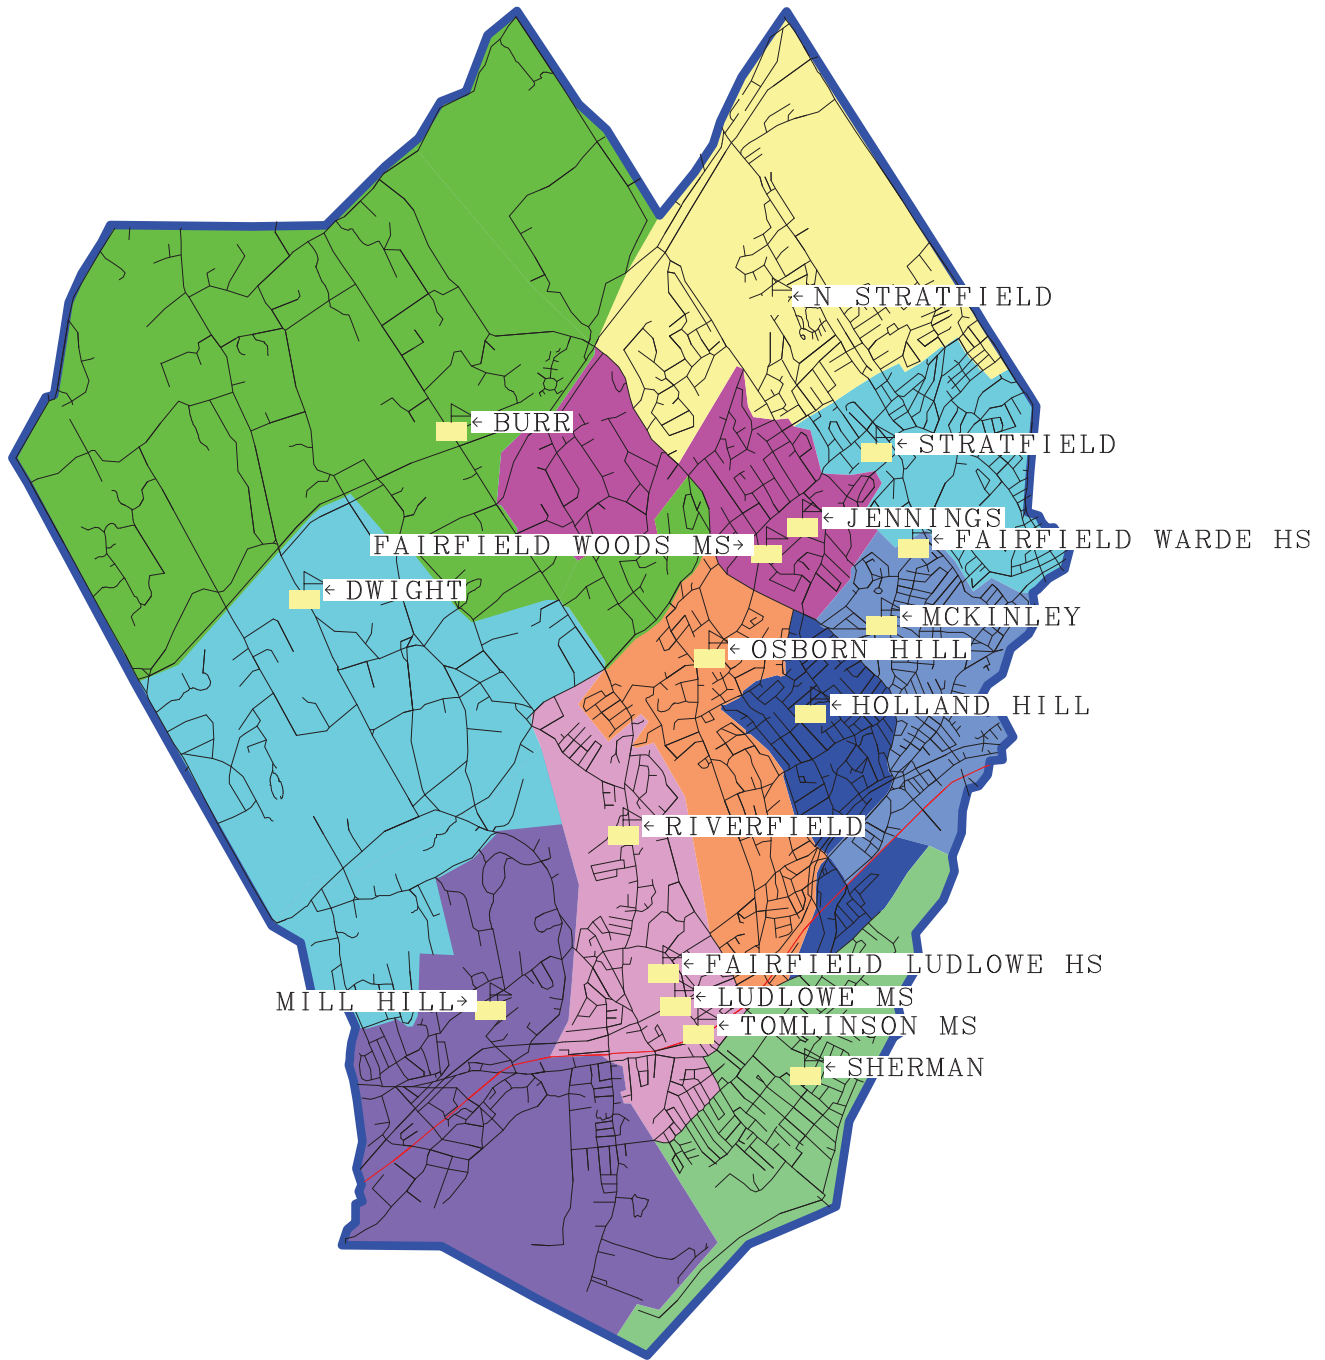 ← N STRATFIELD
← BURR
← STRATFIELD
← JENNINGS
← FAIRFIELD WARDE HS
FAIRFIELD WOODS MS→
← DWIGHT
← MCKINLEY
← OSBORN HILL
← HOLLAND HILL
← RIVERFIELD
← FAIRFIELD LUDLOWE HS
← LUDLOWE MS
MILL HILL→
← TOMLINSON MS
← SHERMAN